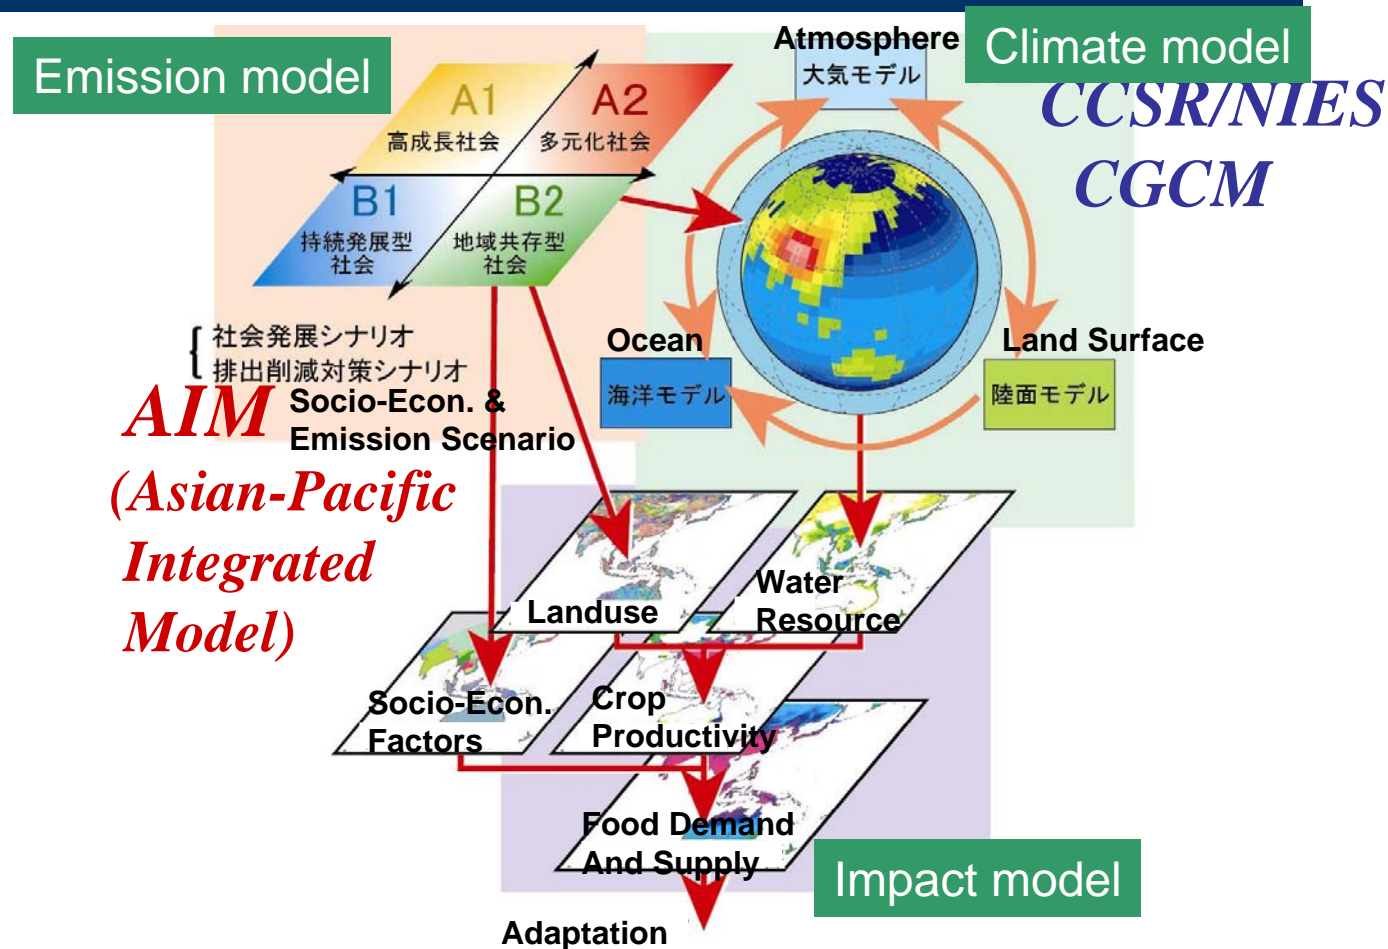 Emission model
Climate model
CCSR/NIES
CGCM
Atmosphere
大気モデル
A1
高成長社会
A2
多元化社会
B1
持続発展型
社会
B2
地域共存型
社会
社会発展シナリオ
排出削減対策シナリオ
AIM
Socio-Econ. &
Emission Scenario
(Asian-Pacific
Integrated
Model)
Ocean
海洋モデル
Land Surface
陸面モデル
Landuse
Water
Resource
Socio-Econ.
Factors
Crop
Productivity
Food Demand
And Supply
Impact model
Adaptation